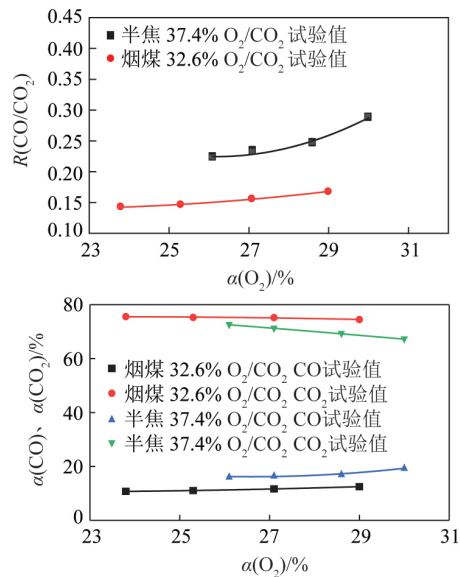 0.45
0.40
0.35
0.30
0.25
0.20
0.15
0.10
R(CO/CO₂)
半焦 37.4% O₂/CO₂ 试验值
烟煤 32.6% O₂/CO₂ 试验值
23 25 27 29 31
α(O₂)/%
80
60
40
20
0
α(CO)、α(CO₂)/%
烟煤 32.6% O₂/CO₂ CO试验值
烟煤 32.6% O₂/CO₂ CO₂试验值
半焦 37.4% O₂/CO₂ CO试验值
半焦 37.4% O₂/CO₂ CO₂试验值
23 25 27 29 31
α(O₂)/%